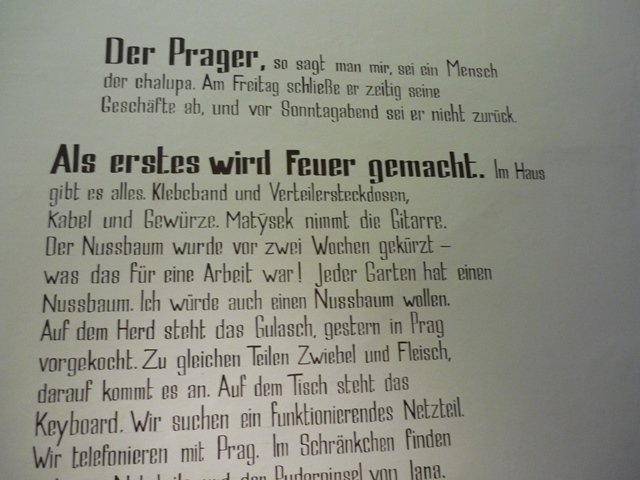 Der Prager, so sagt man mir, sei ein Mensch
der chalupa. Am Freitag schließe er zeitig seine
Geschäfte ab, und vor Sonntagabend sei er nicht zurück.
Als erstes wird Feuer gemacht. Im Haus
gibt es alles. Klebeband und Verteilersteckdosen,
Kabel und Gewürze. Matýsek nimmt die Gitarre.
Der Nussbaum wurde vor zwei Wochen gekürzt –
was das für eine Arbeit war! Jeder Garten hat einen
Nussbaum. Ich würde auch einen Nussbaum wollen.
Auf dem Herd steht das Gulasch, gestern in Prag
vorgekocht. Zu gleichen Teilen Zwiebel und Fleisch,
darauf kommt es an. Auf dem Tisch steht das
Keyboard. Wir suchen ein funktionierendes Netzteil.
Wir telefonieren mit Prag. Im Schränkchen finden
und der Puderpinsel von Jana.